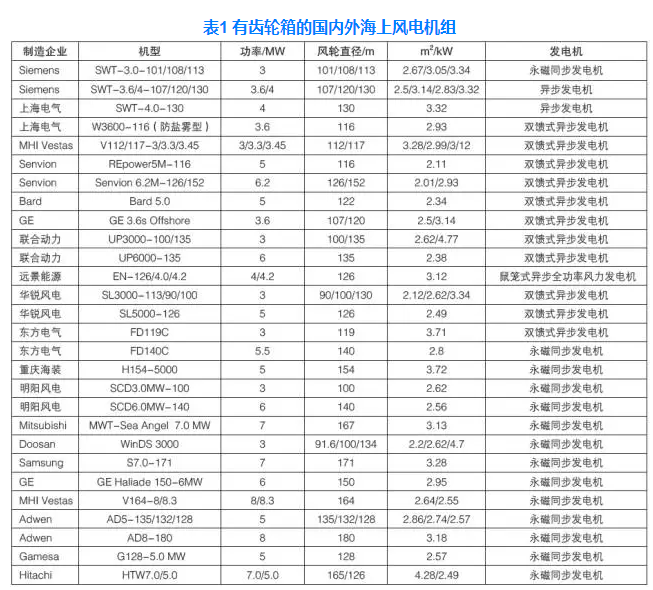 表1 有齿轮箱的国内外海上风电机组
制造企业 机型 功率/MW 风轮直径/m m²/kW 发电机
Siemens SWT-3.0-101/108/113 3 101/108/113 2.67/3.05/3.34 永磁同步发电机
Siemens SWT-3.6/4-107/120/130 3.6/4 107/120/130 2.5/3.14/2.83/3.32 异步发电机
上海电气 SWT-4.0-130 4 130 3.32 异步发电机
上海电气 W3600-116(防盐雾型) 3.6 116 2.93 双馈式异步发电机
MHI Vestas V112/117-3/3.3/3.45 3/3.3/3.45 112/117 3.28/2.99/3/12 双馈式异步发电机
Senvion REpower5M-116 5 116 2.11 双馈式异步发电机
Senvion Senvion 6.2M-126/152 6.2 126/152 2.01/2.93 双馈式异步发电机
Bard Bard 5.0 5 122 2.34 双馈式异步发电机
GE GE 3.6s Offshore 3.6 107/120 2.5/3.14 双馈式异步发电机
联合动力 UP3000-100/135 3 100/135 2.62/4.77 双馈式异步发电机
联合动力 UP6000-135 6 135 2.38 双馈式异步发电机
远景能源 EN-126/4.0/4.2 4/4.2 126 3.12 鼠笼式异步全功率风力发电机
华锐风电 SL3000-113/90/100 3 90/100/130 2.12/2.62/3.34 双馈式异步发电机
华锐风电 SL5000-126 5 126 2.49 双馈式异步发电机
东方电气 FD119C 3 119 3.71 双馈式异步发电机
东方电气 FD140C 5.5 140 2.8 永磁同步发电机
重庆海装 H154-5000 5 154 3.72 永磁同步发电机
明阳风电 SCD3.0MW-100 3 100 2.62 永磁同步发电机
明阳风电 SCD6.0MW-140 6 140 2.56 永磁同步发电机
Mitsubishi MWT-Sea Angel 7.0 MW 7 167 3.13 永磁同步发电机
Doosan WinDS 3000 3 91.6/100/134 2.2/2.62/4.7 永磁同步发电机
Samsung S7.0-171 7 171 3.28 永磁同步发电机
GE GE Haliade 150-6MW 6 150 2.95 永磁同步发电机
MHI Vestas V164-8/8.3 8/8.3 164 2.64/2.55 永磁同步发电机
Adwen AD5-135/132/128 5 135/132/128 2.86/2.74/2.57 永磁同步发电机
Adwen AD8-180 8 180 3.18 永磁同步发电机
Gamesa G128-5.0 MW 5 128 2.57 永磁同步发电机
Hitachi HTW7.0/5.0 7.0/5.0 165/126 4.28/2.49 永磁同步发电机